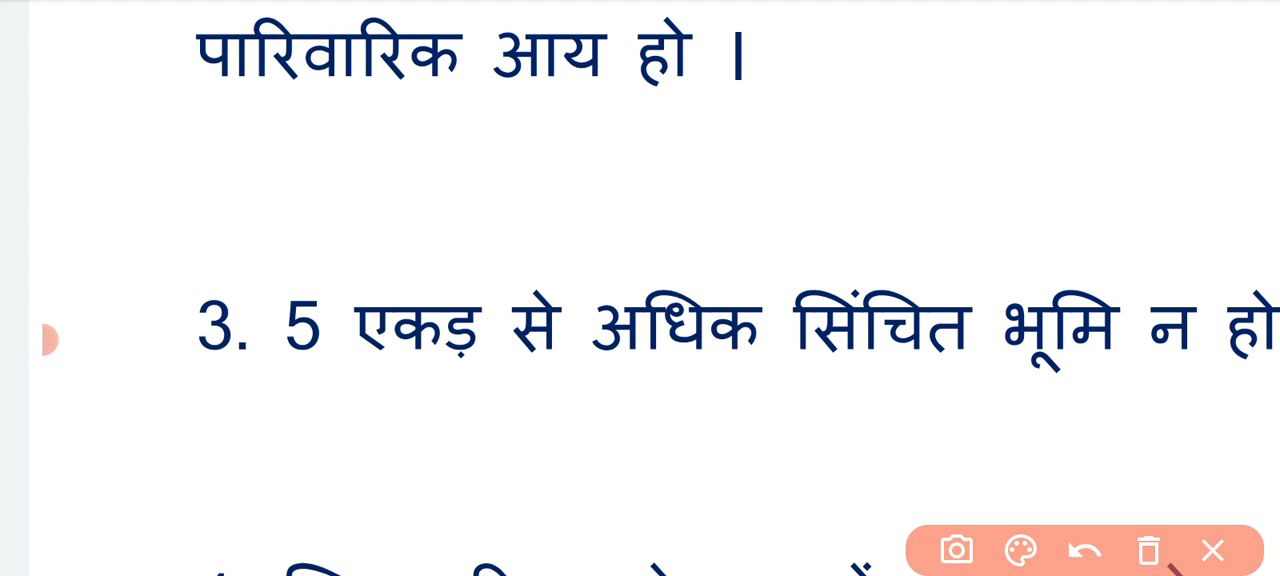 पारिवारिक आय हो ।
3. 5 एकड़ से अधिक सिंचित भूमि न हो